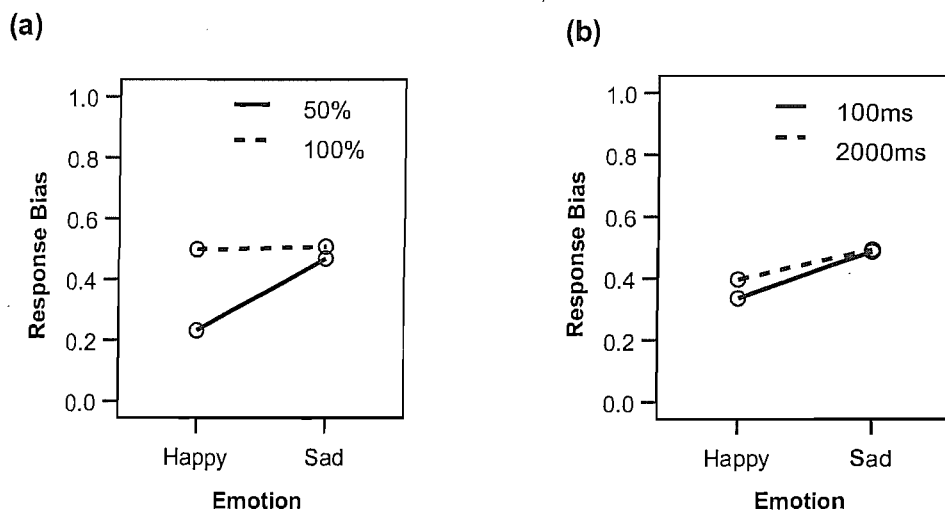 (a)
Response Bias
1.0
0.8
0.6
0.4
0.2
0.0
50%
100%
Happy
Sad
Emotion
(b)
Response Bias
1.0
0.8
0.6
0.4
0.2
0.0
100ms
2000ms
Happy
Sad
Emotion